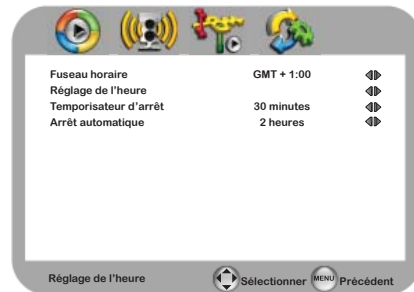 Fuseau horaire GMT + 1:00
Réglage de l'heure
Temporisateur d'arrêt 30 minutes
Arrêt automatique 2 heures
Réglage de l'heure Sélectionner MENU Précédent